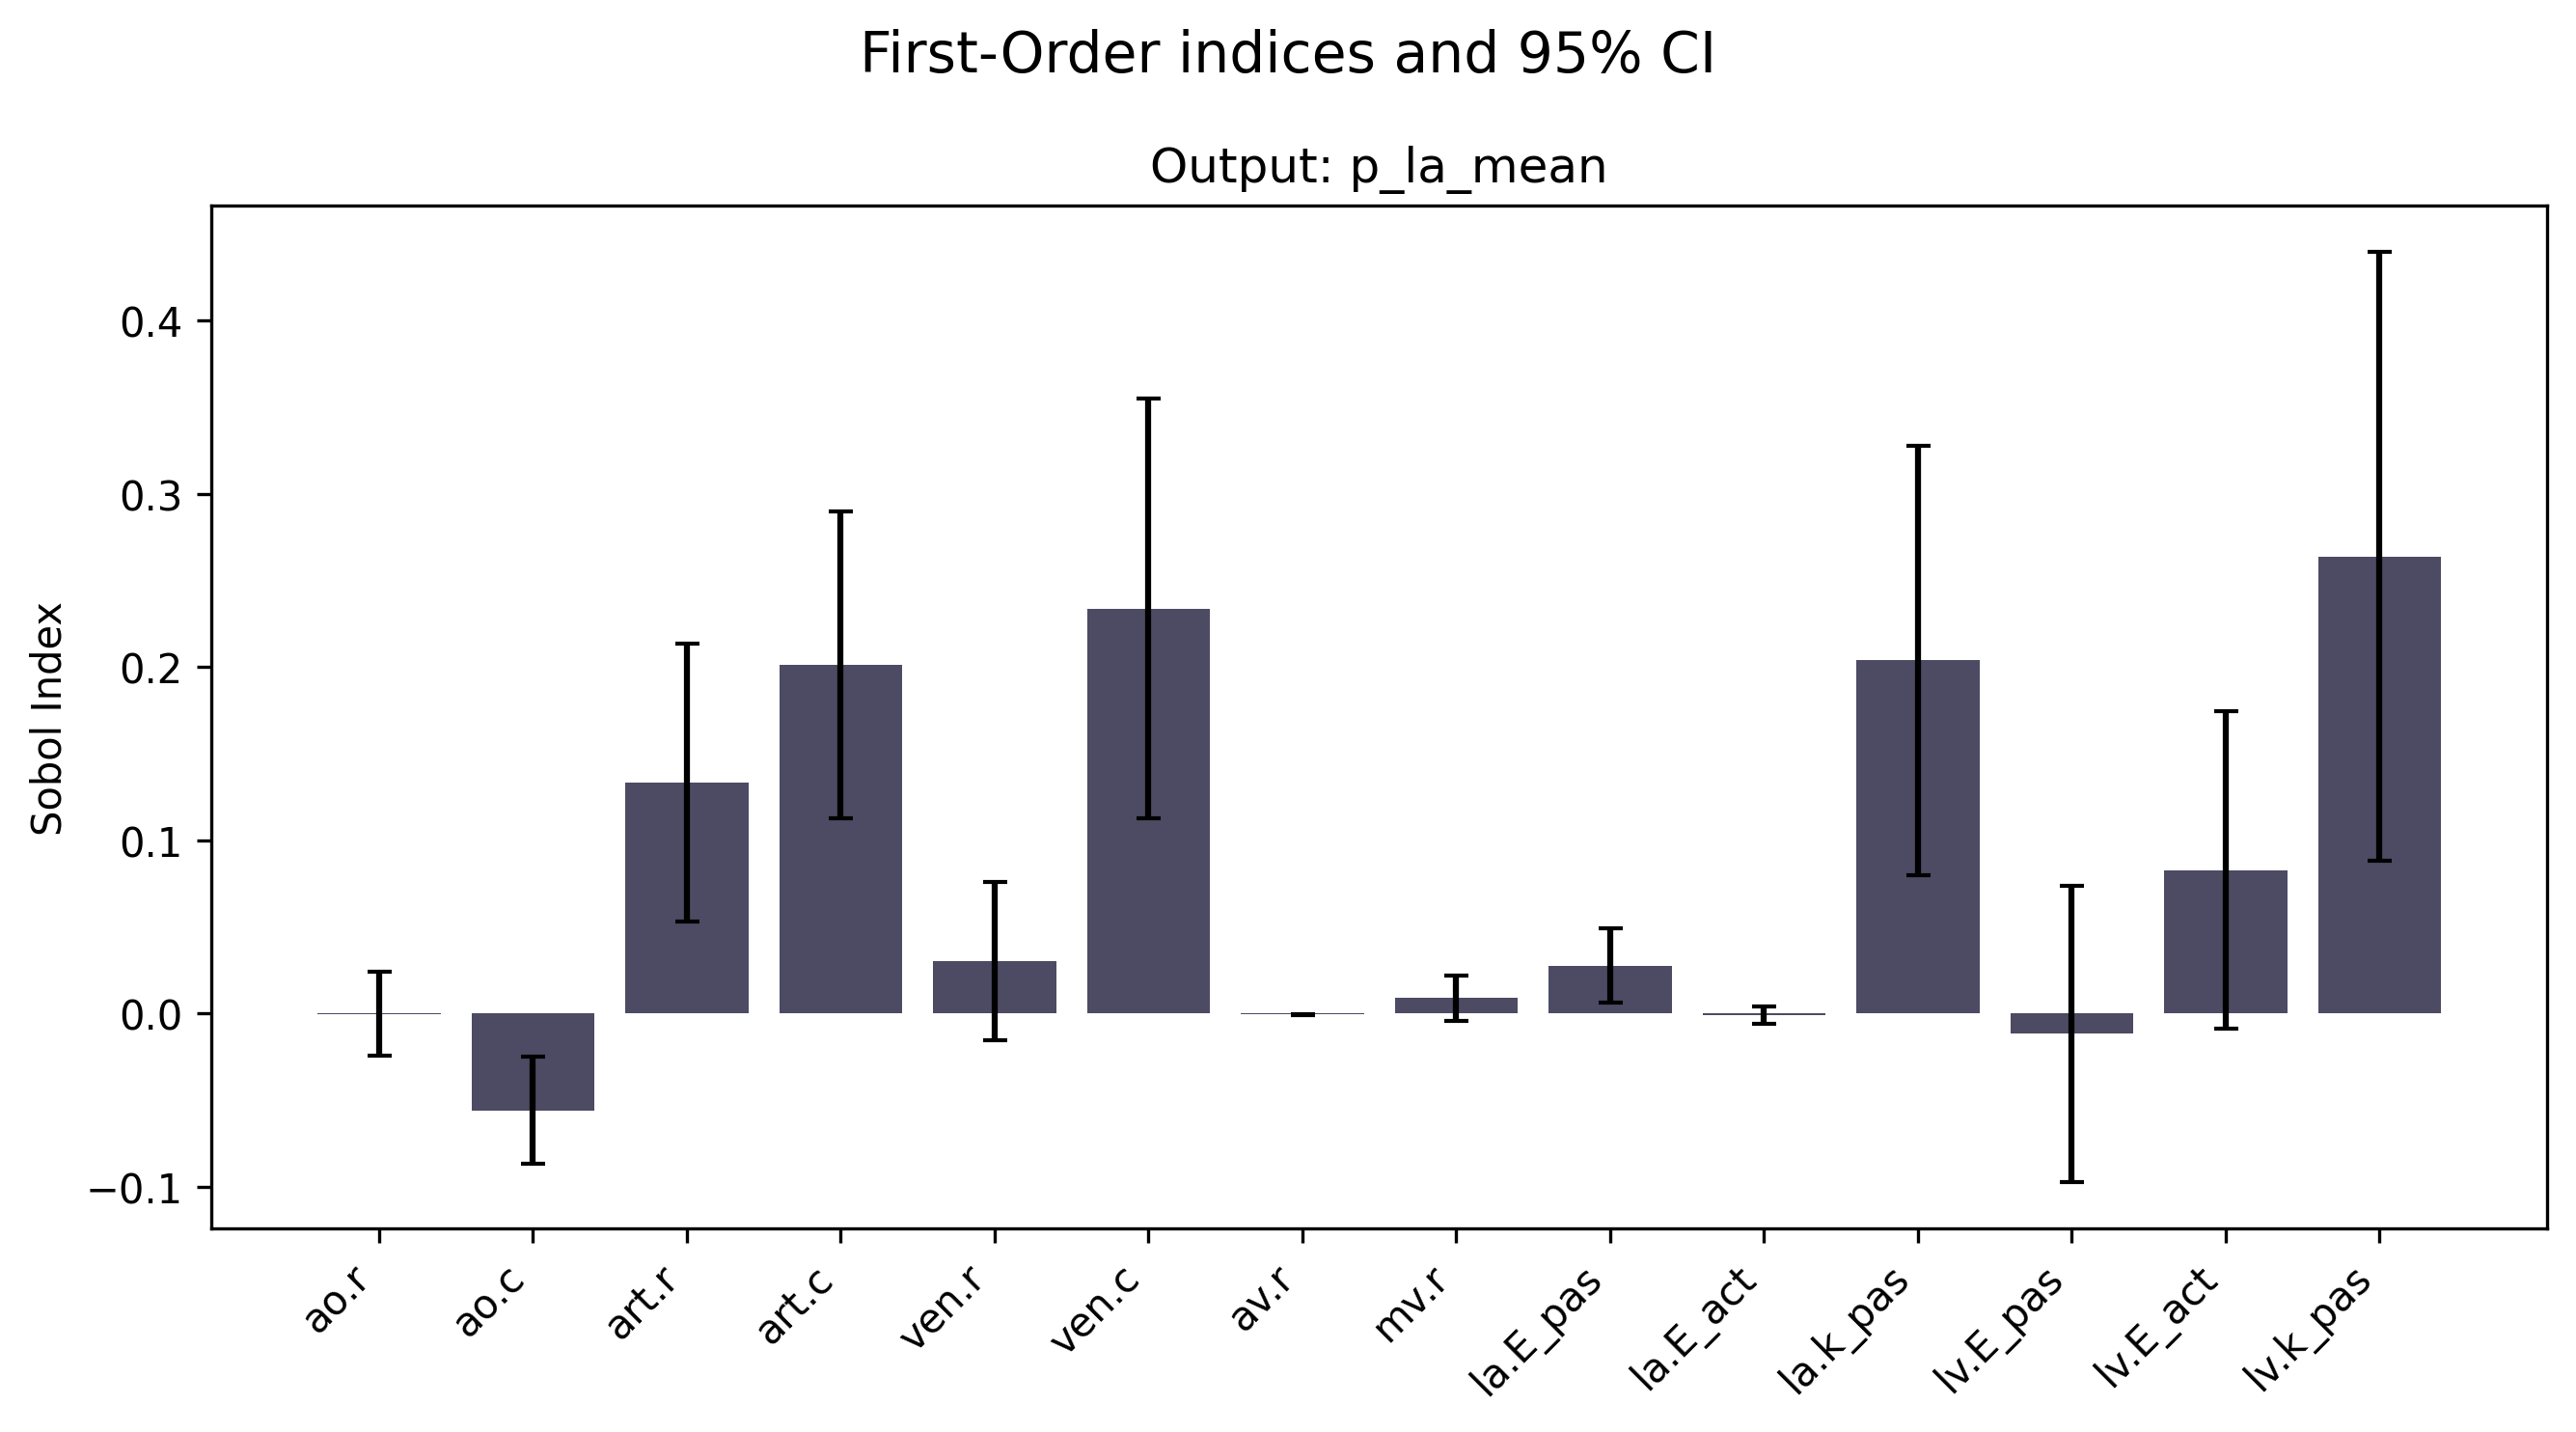 First-Order indices and 95% CI
Output: p_la_mean
Sobol Index
0.4
0.3
0.2
0.1
0.0
−0.1
ao.r
ao.c
art.r
art.c
ven.r
ven.c
av.r
mv.r
la.E_pas
la.E_act
la.k_pas
lv.E_pas
lv.E_act
lv.k_pas